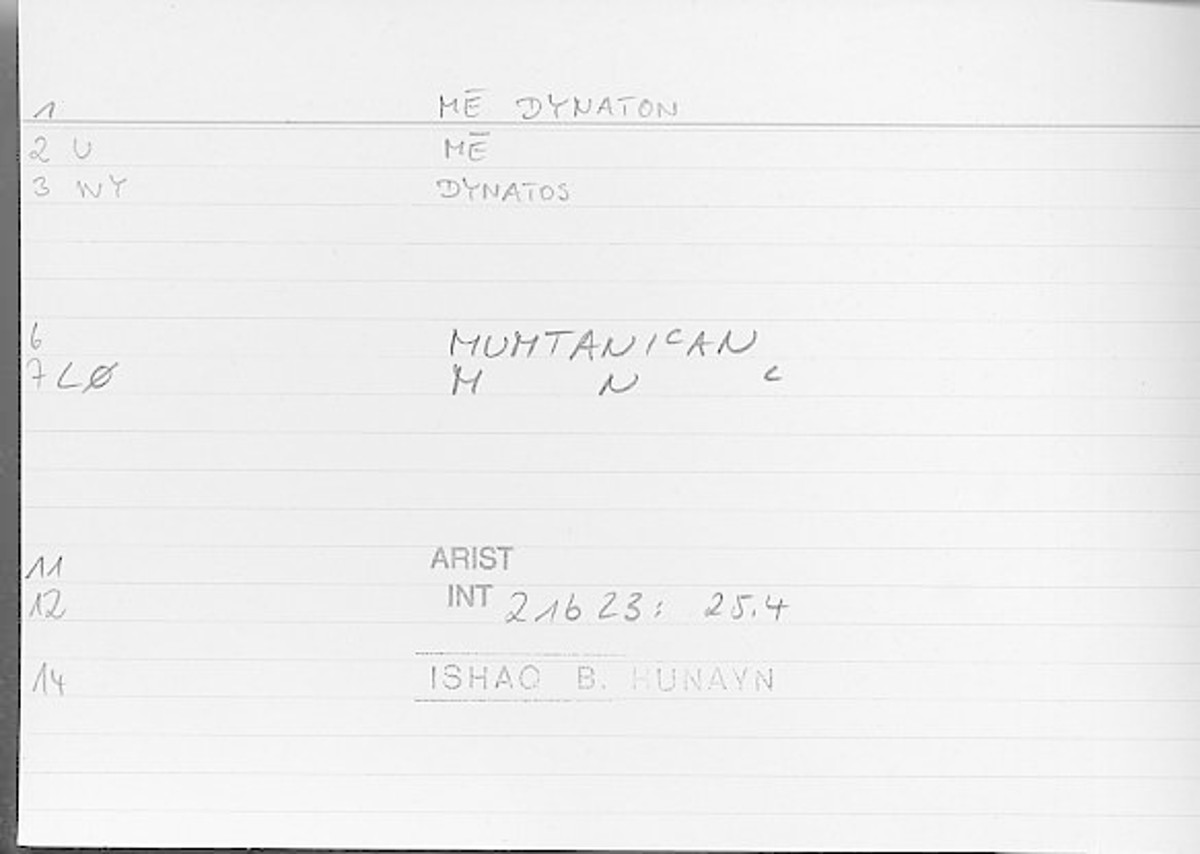 1 MĒ DYNATON
2 U MĒ
3 WY DYNATOS
6 MUMTANIᶜAN
7 LØ M N ᶜ
11 ARIST
12 INT 21623: 25.4
14 ISHAQ B. HUNAYN